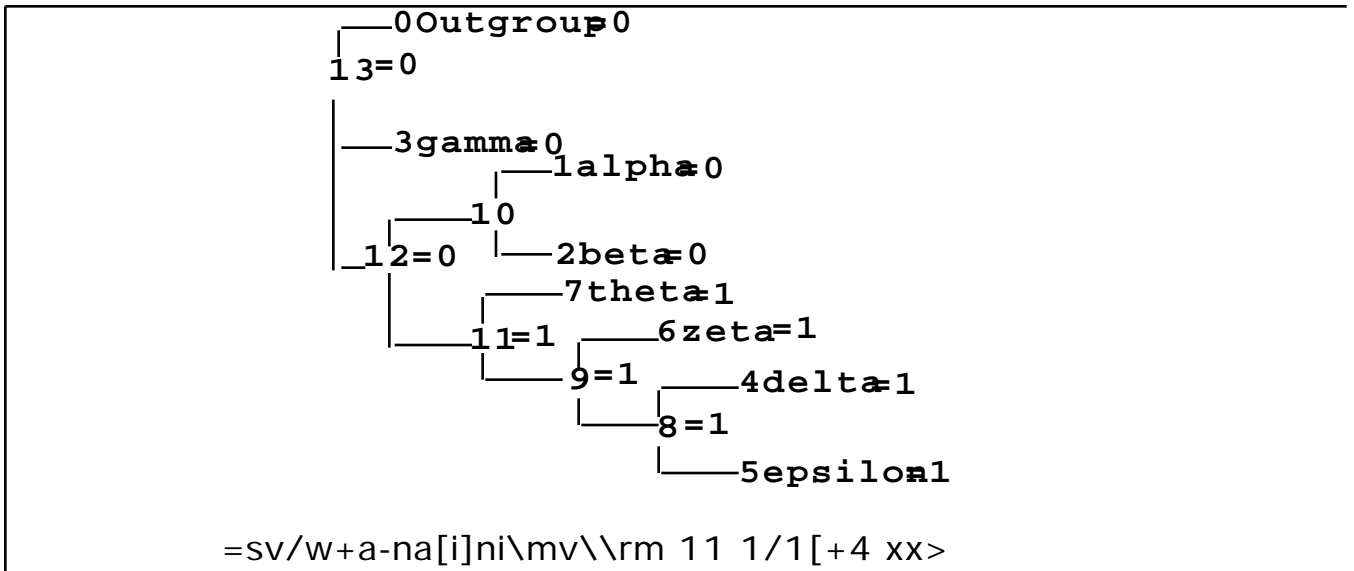 0Outgroup=0
13=0
3gamma=0
1alpha=0
10
12=0
2beta=0
7theta=1
11=1
6zeta=1
9=1
4delta=1
8=1
5epsilon=1
=sv/w+a-na[i]ni\mv\\rm 11 1/1[+4 xx>